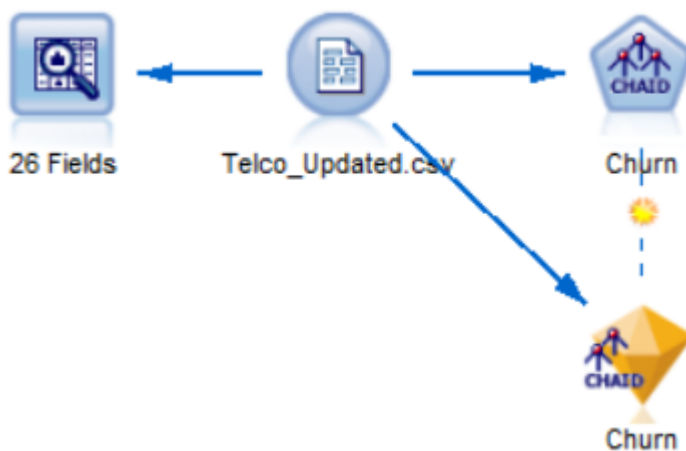 CHAID
26 Fields
Telco_Updated.csv
Churn
CHAID
Churn